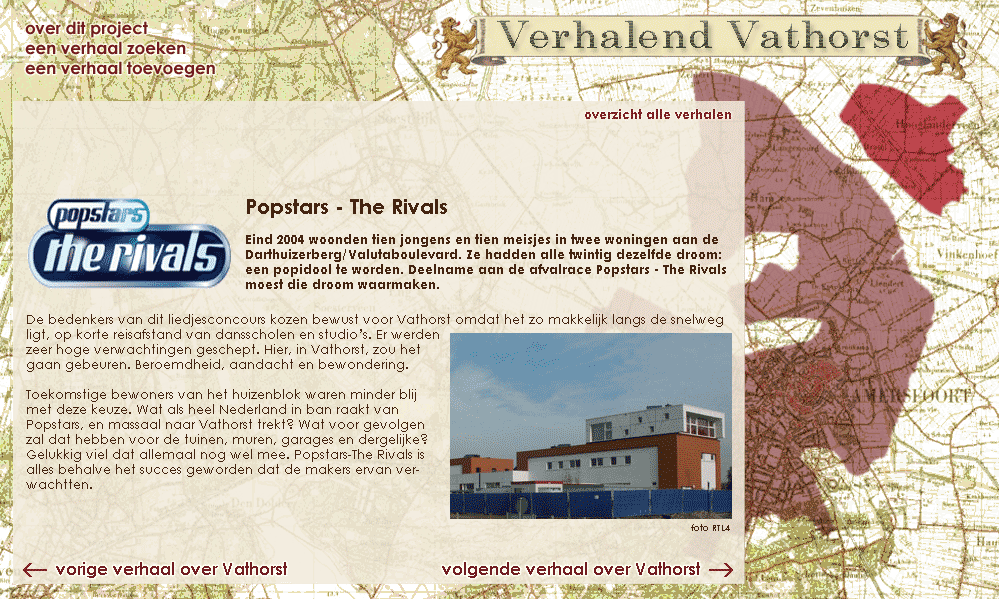 over dit project
een verhaal zoeken
een verhaal toevoegen
Verhalend Vathorst
overzicht alle verhalen
popstars
the rivals
Popstars - The Rivals
Eind 2004 woonden tien jongens en tien meisjes in twee woningen aan de
Darthuizerberg/Valutaboulevard. Ze hadden alle twintig dezelfde droom:
een popidool te worden. Deelname aan de afvalrace Popstars - The Rivals
moest die droom waarmaken.
De bedenkers van dit liedjesconcours kozen bewust voor Vathorst omdat het zo makkelijk langs de snelweg
ligt, op korte reisafstand van dansscholen en studio's. Er werden
zeer hoge verwachtingen geschept. Hier, in Vathorst, zou het
gaan gebeuren. Beroemdheid, aandacht en bewondering.
Toekomstige bewoners van het huizenblok waren minder blij
met deze keuze. Wat als heel Nederland in ban raakt van
Popstars, en massaal naar Vathorst trekt? Wat voor gevolgen
zal dat hebben voor de tuinen, muren, garages en dergelijke?
Gelukkig viel dat allemaal nog wel mee. Popstars-The Rivals is
alles behalve het succes geworden dat de makers ervan ver-
wachtten.
foto RTL4
← vorige verhaal over Vathorst
volgende verhaal over Vathorst →
AMERSFOORT